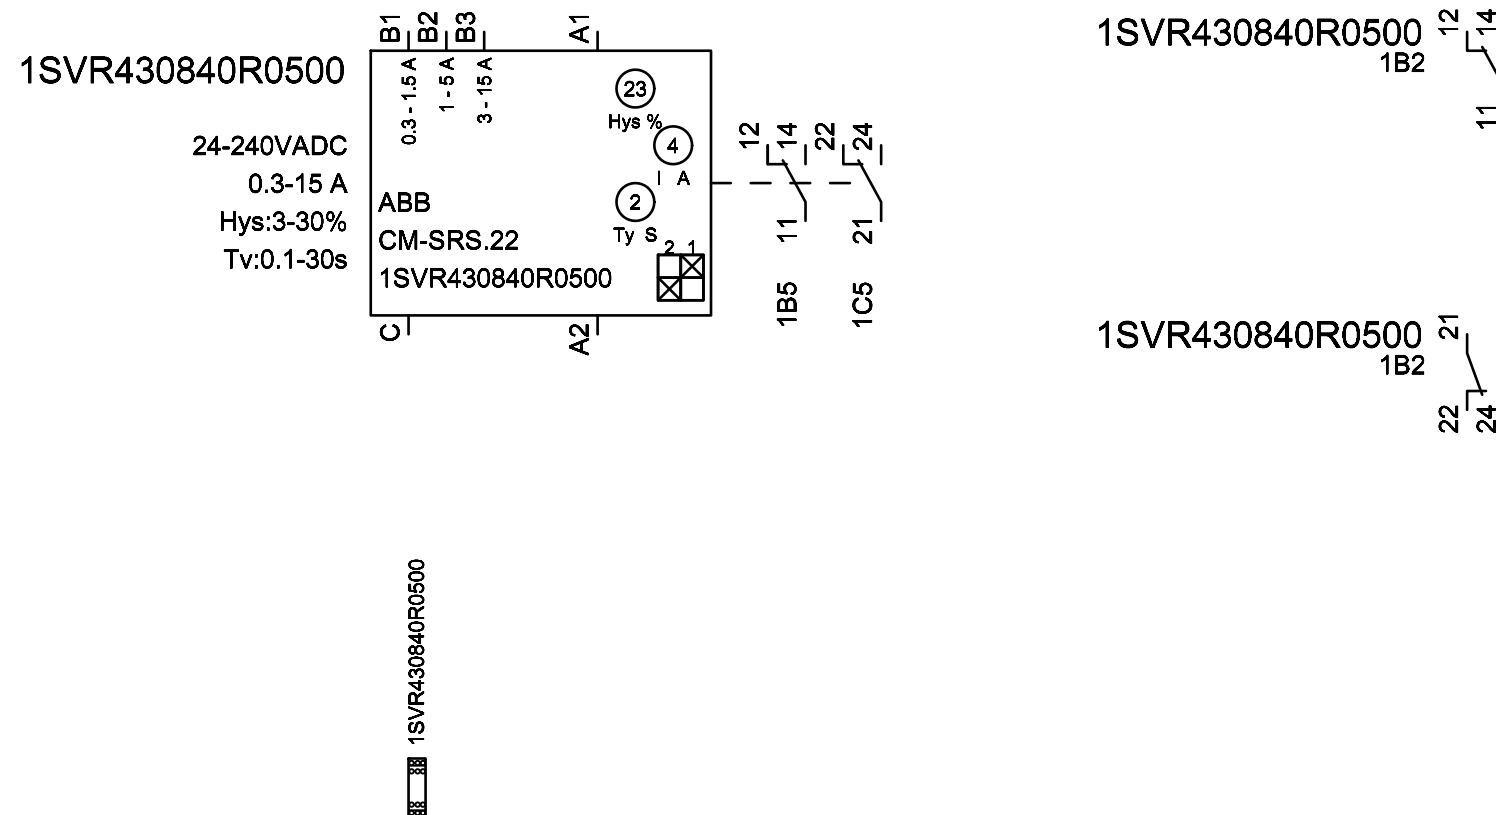 B1
B2
B3
A1
1SVR430840R0500
0.3 - 1.5 A
1 - 5 A
3 - 15 A
23
Hys %
4
I A
2
Ty S
2 1
24-240VADC
0.3-15 A
Hys:3-30%
Tv:0.1-30s
ABB
CM-SRS.22
1SVR430840R0500
C
A2
12
14
22
24
11
21
1B5
1C5
1SVR430840R0500
1B2
12
14
11
1SVR430840R0500
1B2
21
22
24
1SVR430840R0500